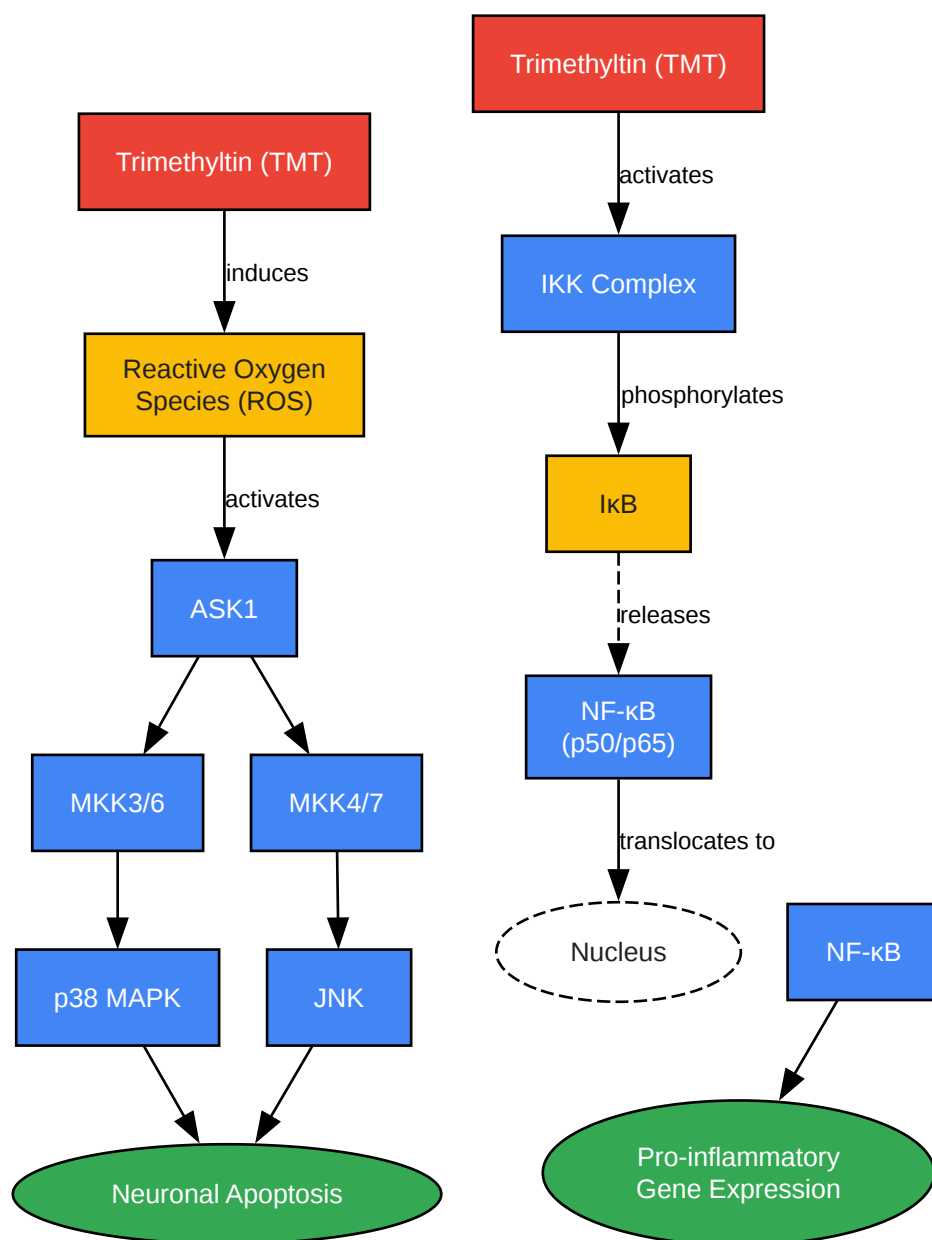 Trimethyltin (TMT)
induces
Reactive Oxygen
Species (ROS)
activates
ASK1
MKK3/6
MKK4/7
p38 MAPK
JNK
Neuronal Apoptosis
Trimethyltin (TMT)
activates
IKK Complex
phosphorylates
IκB
releases
NF-κB
(p50/p65)
translocates to
Nucleus
NF-κB
Pro-inflammatory
Gene Expression